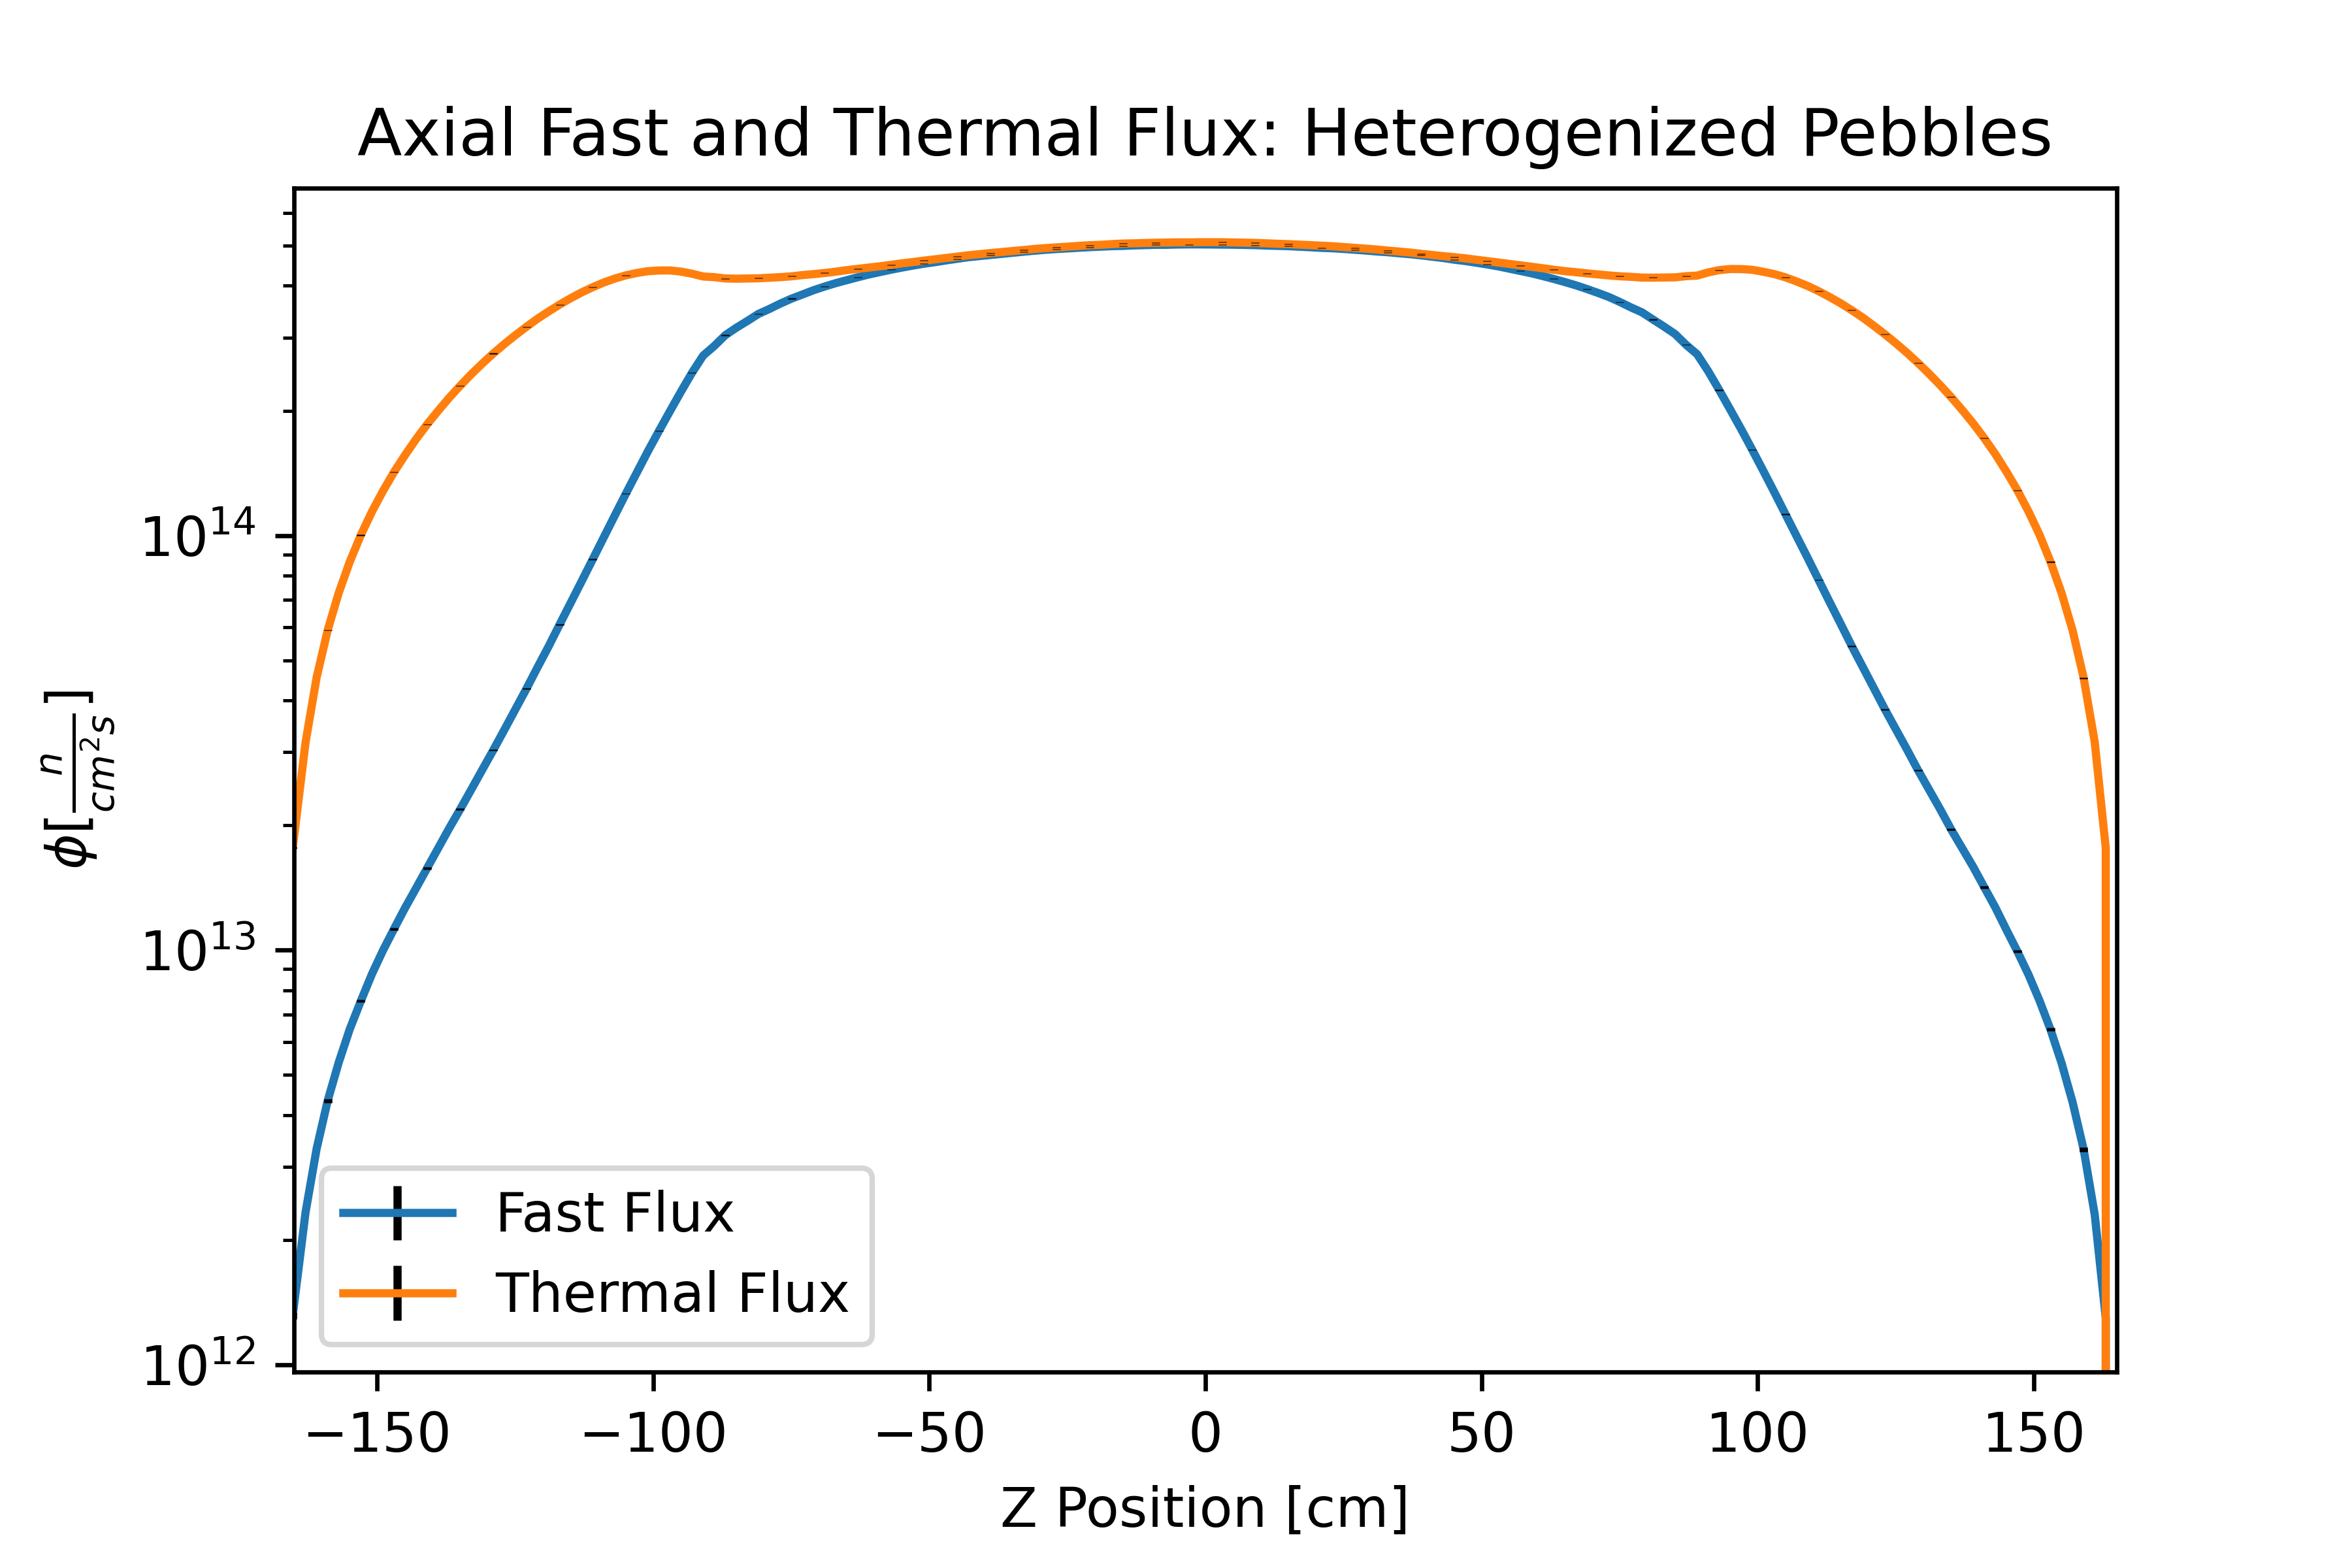 Axial Fast and Thermal Flux: Heterogenized Pebbles
ϕ[n/cm²s]
10¹⁴
10¹³
10¹²
Fast Flux
Thermal Flux
−150 −100 −50 0 50 100 150
Z Position [cm]